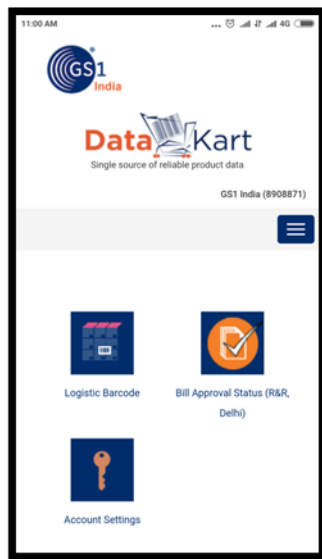 11:00 AM ... 4G
GS1
India
Data Kart
Single source of reliable product data
GS1 India (8908871)
Logistic Barcode
Bill Approval Status (R&R,
Delhi)
Account Settings